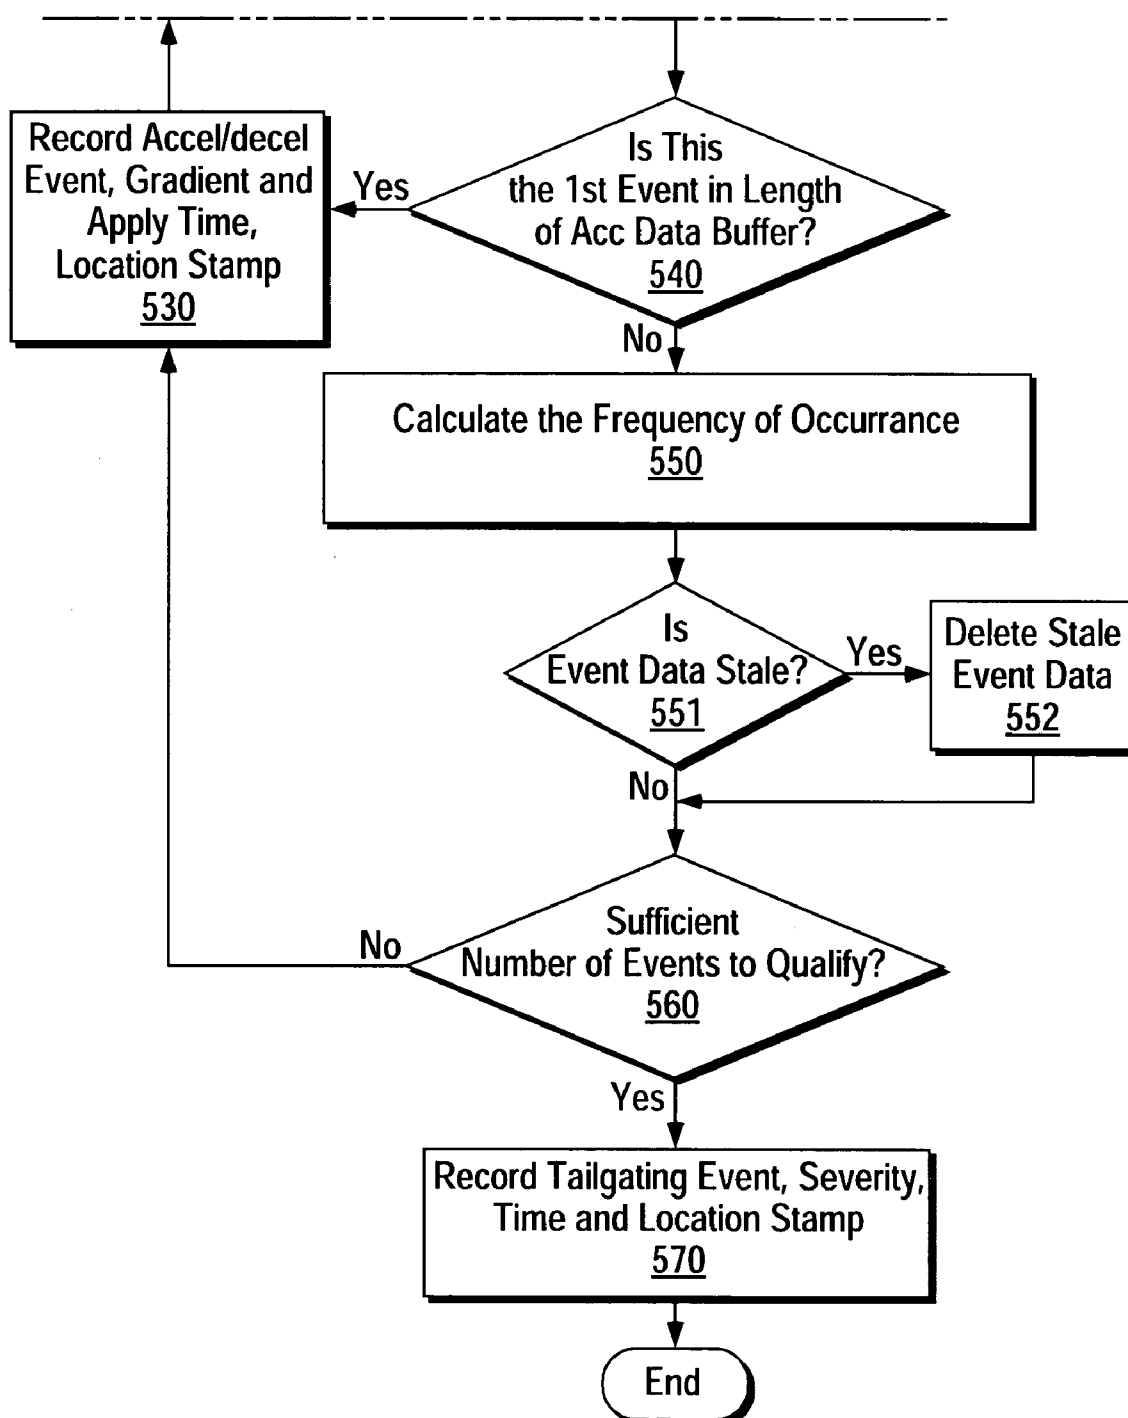 Record Accel/decel
Event, Gradient and
Apply Time,
Location Stamp
530
Yes
Is This
the 1st Event in Length
of Acc Data Buffer?
540
No
Calculate the Frequency of Occurrance
550
Is
Event Data Stale?
551
Yes
Delete Stale
Event Data
552
No
Sufficient
Number of Events to Qualify?
560
No
Yes
Record Tailgating Event, Severity,
Time and Location Stamp
570
End